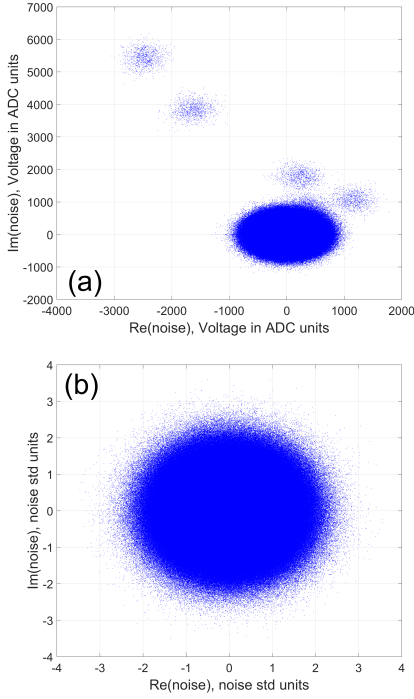 7000
6000
5000
4000
3000
2000
1000
0
-1000
-2000
Im(noise), Voltage in ADC units
(a)
-4000 -3000 -2000 -1000 0 1000 2000
Re(noise), Voltage in ADC units
(b)
4
3
2
1
0
-1
-2
-3
-4
Im(noise), noise std units
-4 -3 -2 -1 0 1 2 3 4
Re(noise), noise std units